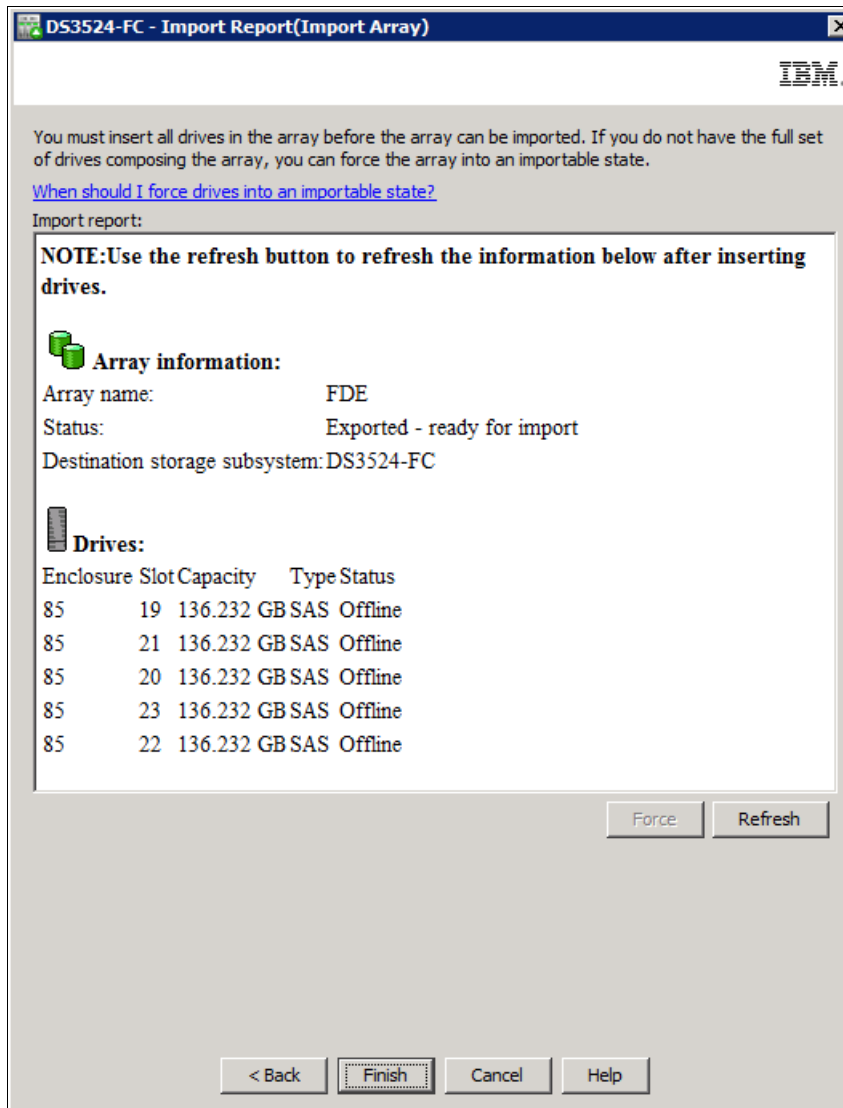 DS3524-FC - Import Report(Import Array)
IBM.
You must insert all drives in the array before the array can be imported. If you do not have the full set
of drives composing the array, you can force the array into an importable state.
When should I force drives into an importable state?
Import report:
NOTE:Use the refresh button to refresh the information below after inserting
drives.
Array information:
Array name: FDE
Status: Exported - ready for import
Destination storage subsystem: DS3524-FC
Drives:
Enclosure Slot Capacity Type Status
85 19 136.232 GB SAS Offline
85 21 136.232 GB SAS Offline
85 20 136.232 GB SAS Offline
85 23 136.232 GB SAS Offline
85 22 136.232 GB SAS Offline
Force Refresh
< Back Finish Cancel Help